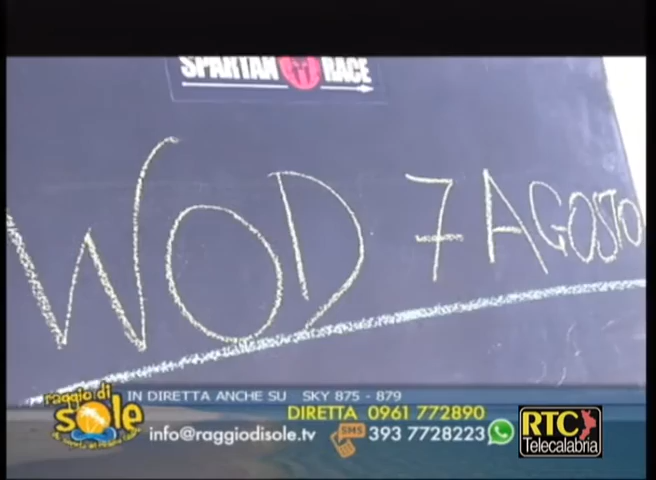 SPARTAN RACE
WOD 7 AGOSTO
raggio di
sole
IN DIRETTA ANCHE SU SKY 875 - 879
DIRETTA 0961 772890
info@raggiodisole.tv
SMS
393 7728223
RTC
Telecalabria